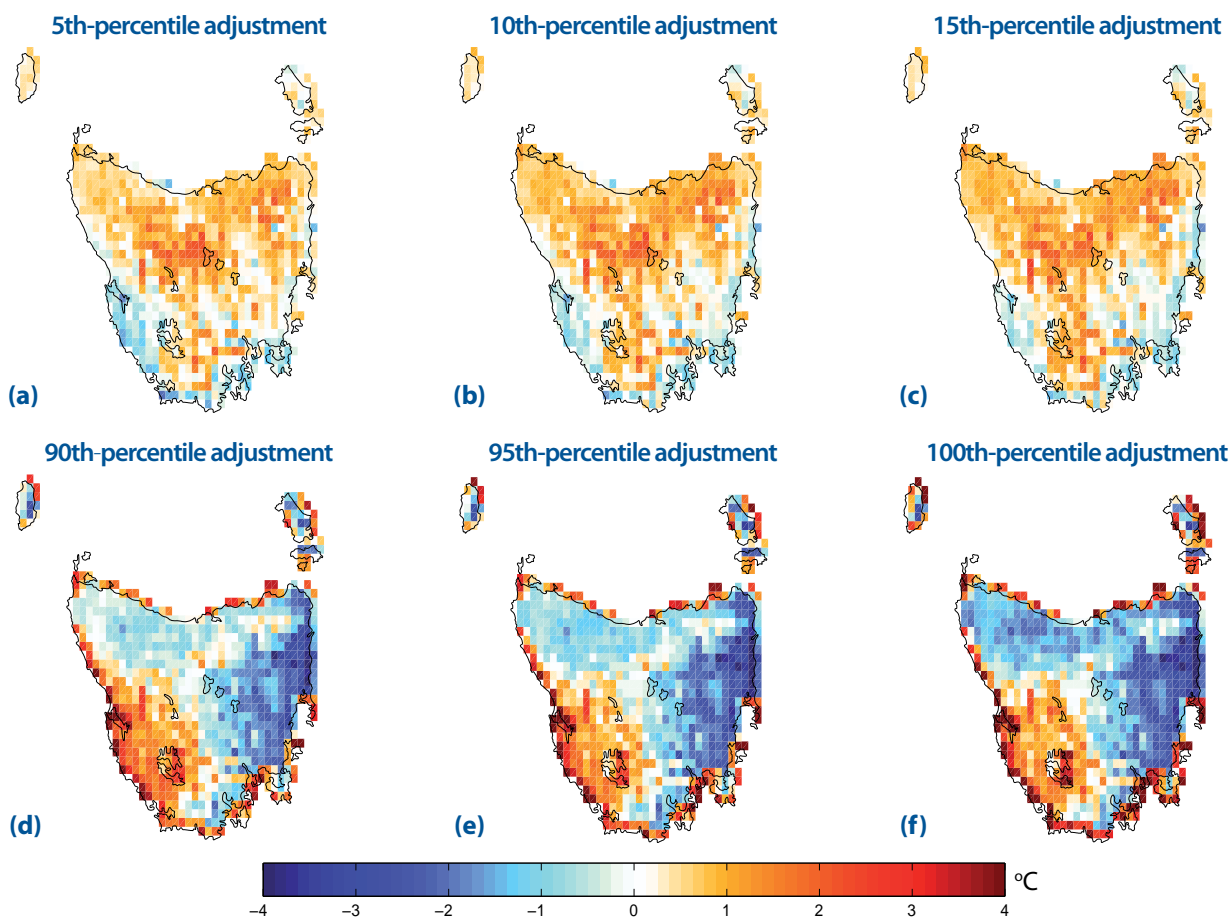 5th-percentile adjustment
10th-percentile adjustment
15th-percentile adjustment
(a)
(b)
(c)
90th-percentile adjustment
95th-percentile adjustment
100th-percentile adjustment
(d)
(e)
(f)
°C
−4 −3 −2 −1 0 1 2 3 4